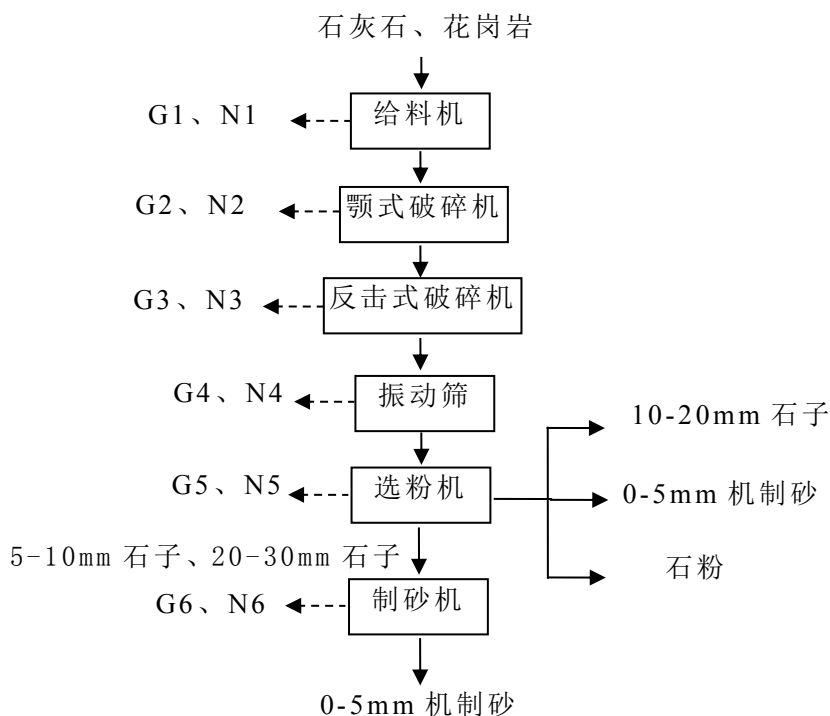 石灰石、花岗岩
G1、N1
给料机
G2、N2
颚式破碎机
G3、N3
反击式破碎机
G4、N4
振动筛
10-20mm 石子
G5、N5
选粉机
0-5mm 机制砂
5-10mm 石子、20-30mm 石子
石粉
G6、N6
制砂机
0-5mm 机制砂